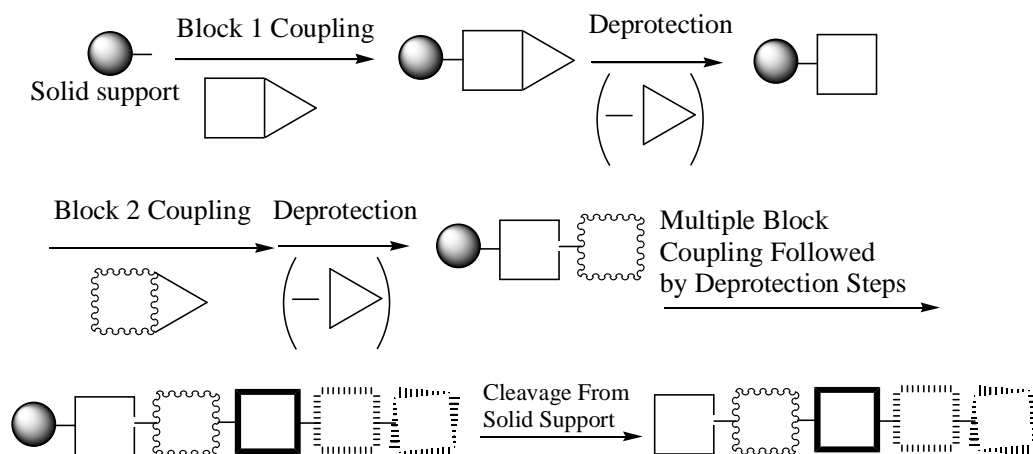 Block 1 Coupling
Deprotection
Solid support
Block 2 Coupling
Deprotection
Multiple Block
Coupling Followed
by Deprotection Steps
Cleavage From
Solid Support